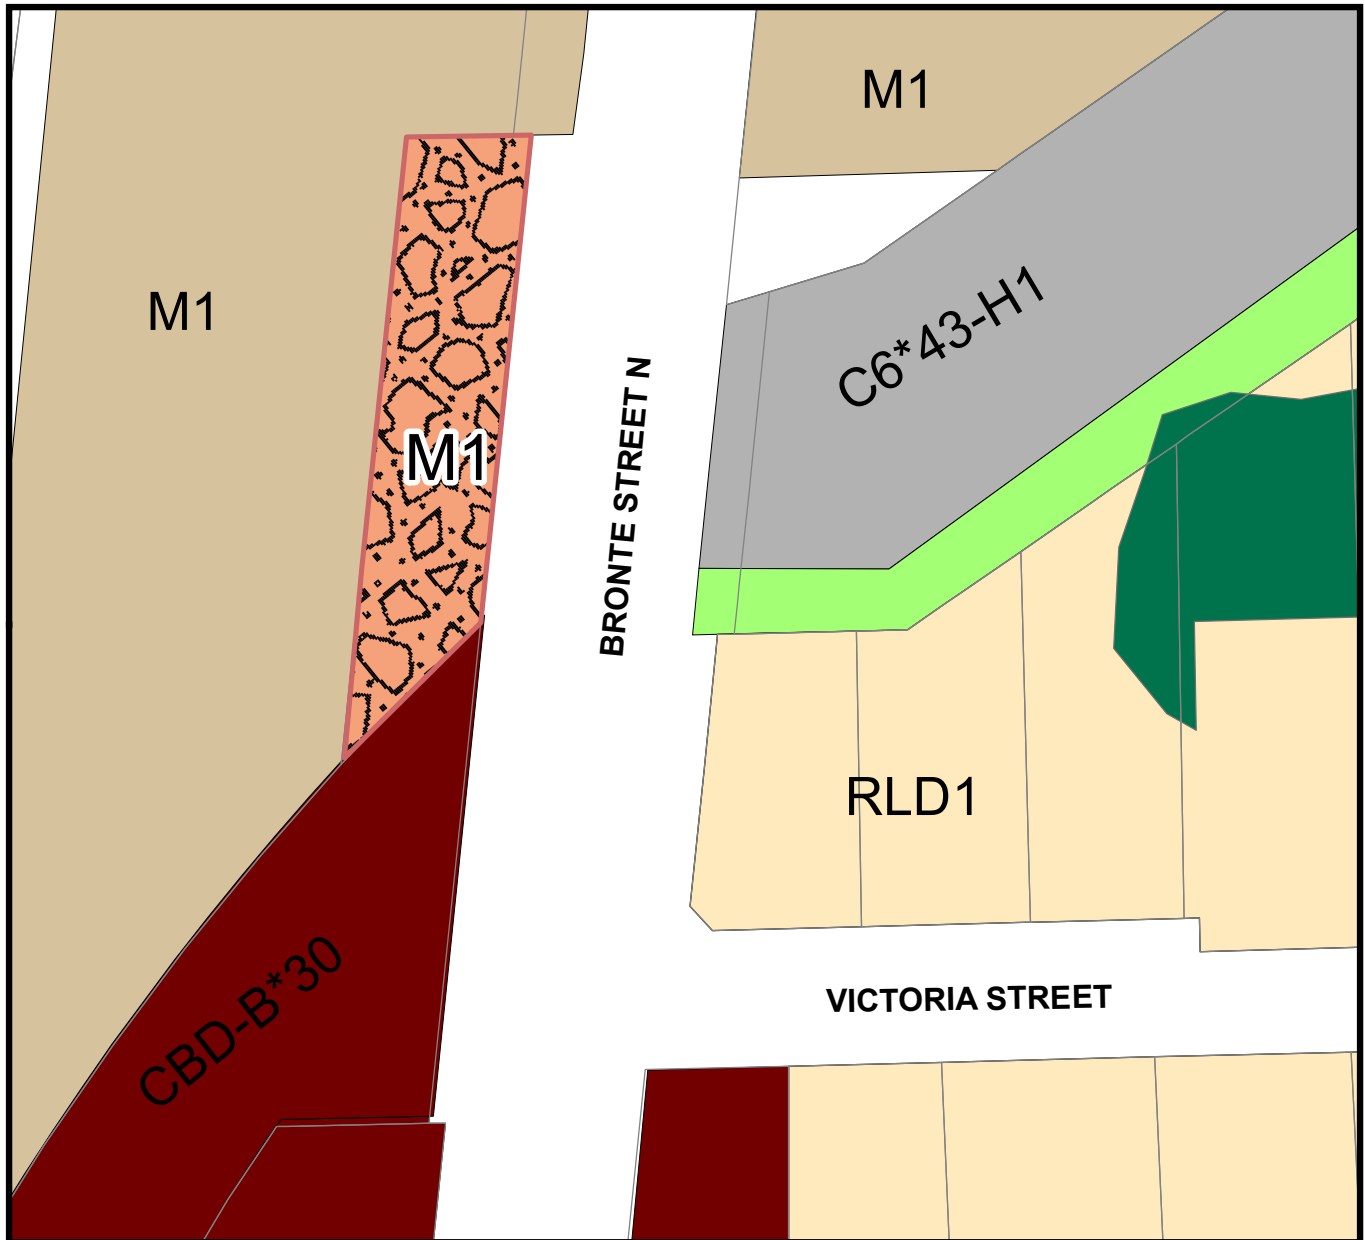 M1
M1
C6*43-H1
M1
BRONTE STREET N
RLD1
CBD-B*30
VICTORIA STREET